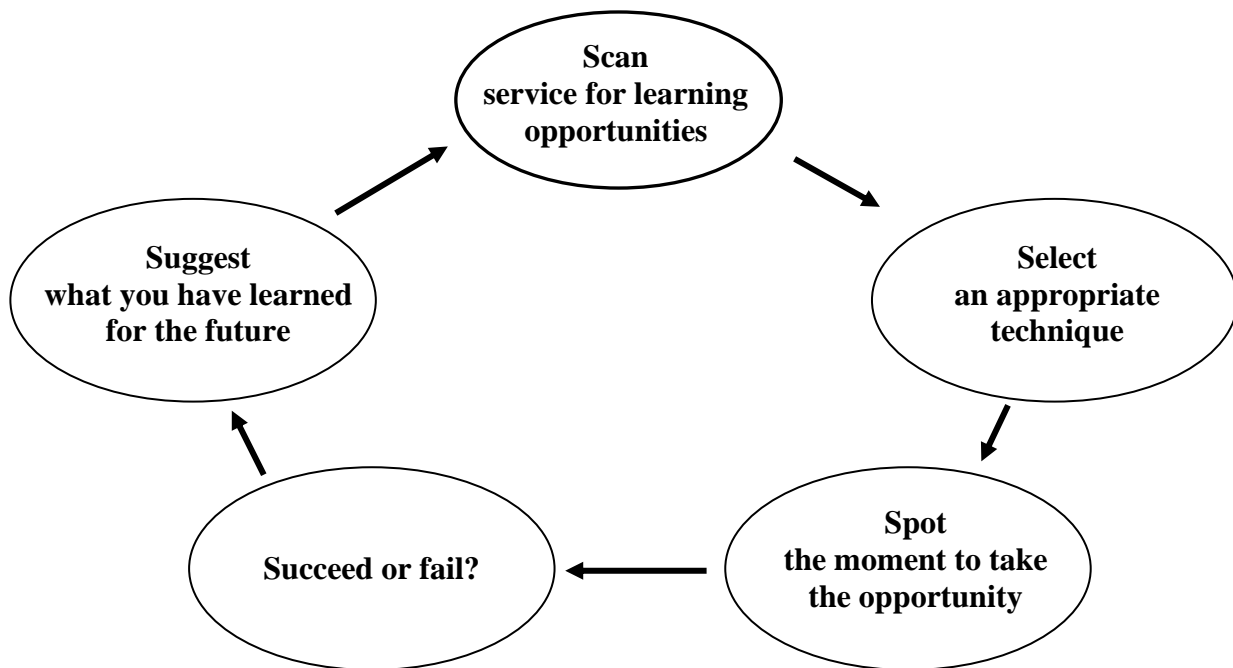 Scan
service for learning
opportunities
Select
an appropriate
technique
Spot
the moment to take
the opportunity
Succeed or fail?
Suggest
what you have learned
for the future